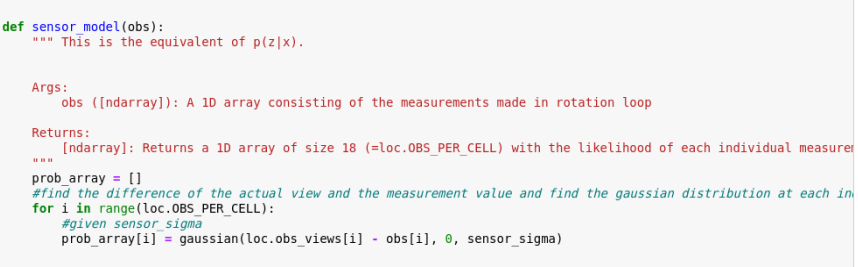 def sensor_model(obs):
    """ This is the equivalent of p(z|x).
    Args:
        obs ([ndarray]): A 1D array consisting of the measurements made in rotation loop
    Returns:
        [ndarray]: Returns a 1D array of size 18 (=loc.OBS_PER_CELL) with the likelihood of each individual
    """
    prob_array = []
    #find the difference of the actual view and the measurement value and find the gaussian distribution at each
    for i in range(loc.OBS_PER_CELL):
        #given sensor_sigma
        prob_array[i] = gaussian(loc.obs_views[i] - obs[i], 0, sensor_sigma)